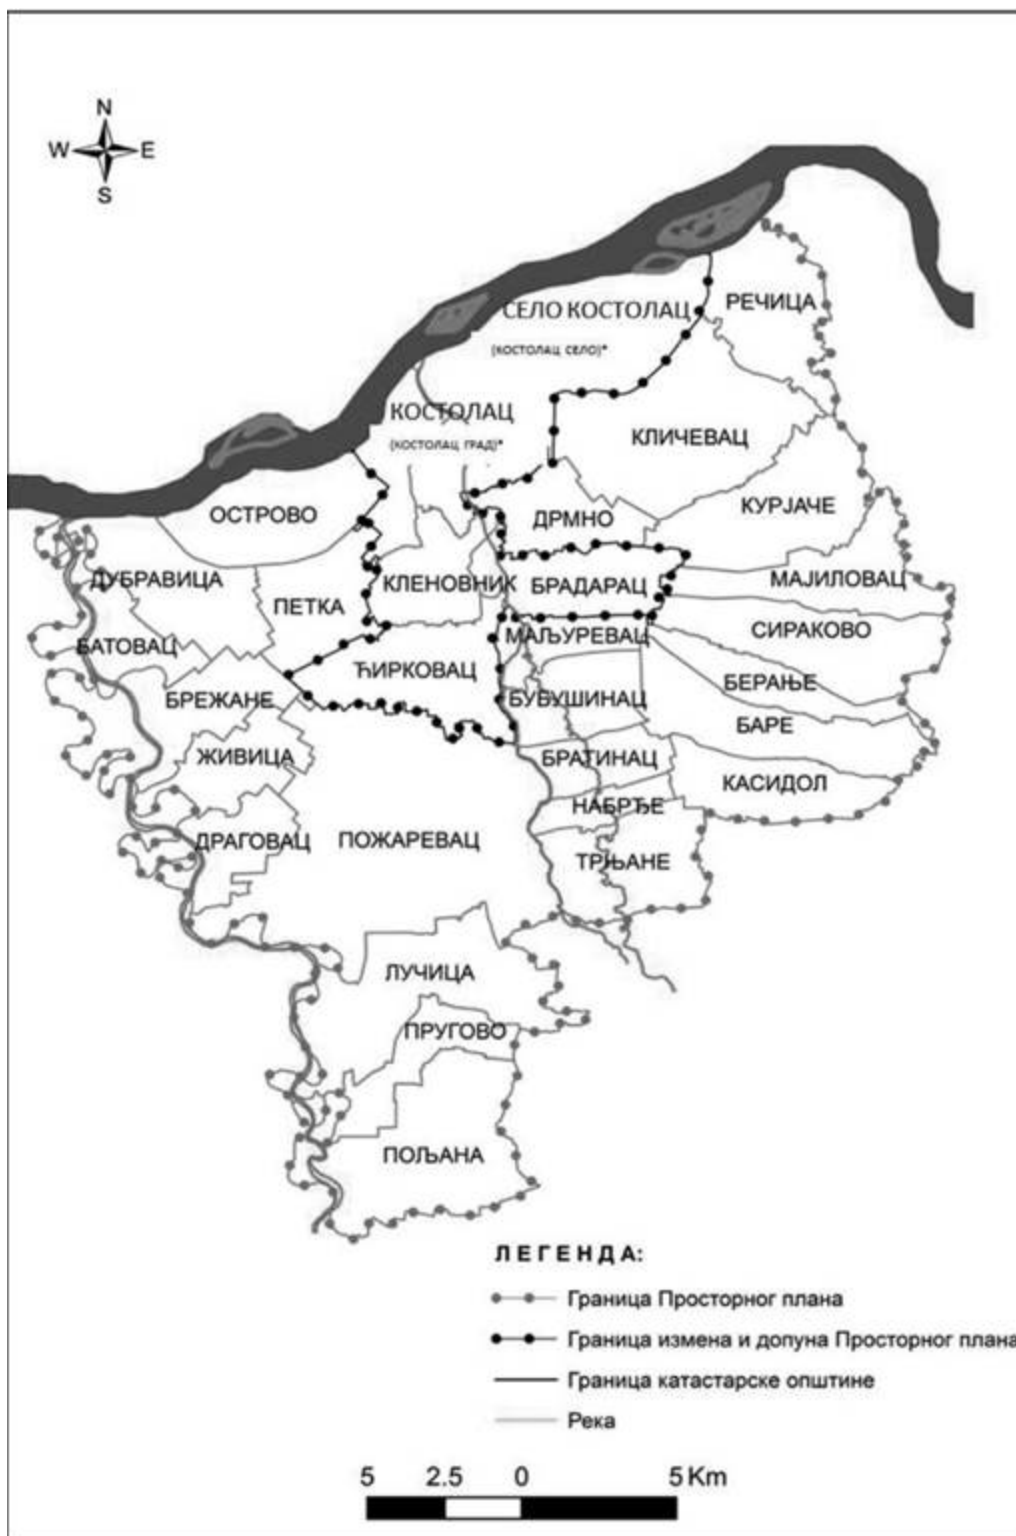 N
W E
S
РЕЧИЦА
СЕЛО КОСТОЛАЦ
(КОСТОЛАЦ СЕЛО)*
КОСТОЛАЦ
(КОСТОЛАЦ ГРАД)*
КЛИЧЕВАЦ
КУРЈАЧЕ
ОСТРОВО
ДРМНО
ДУБРАВИЦА
КЛЕНОВНИК
БРАДАРАЦ
МАЈИЛОВАЦ
ПЕТКА
СИРАКОВО
МАЉУРЕВАЦ
БАТОВАЦ
ЋИРКОВАЦ
БЕРАЊЕ
БРЕЖАНЕ
БУБУШИНАЦ
БАРЕ
ЖИВИЦА
БРАТИНАЦ
КАСИДОЛ
НАБРЂЕ
ДРАГОВАЦ
ПОЖАРЕВАЦ
ТРЊАНЕ
ЛУЧИЦА
ПРУГОВО
ПОЉАНА
ЛЕГЕНДА:
Граница Просторног плана
Граница измена и допуна Просторног плана
Граница катастарске општине
Река
5 2.5 0 5 Km